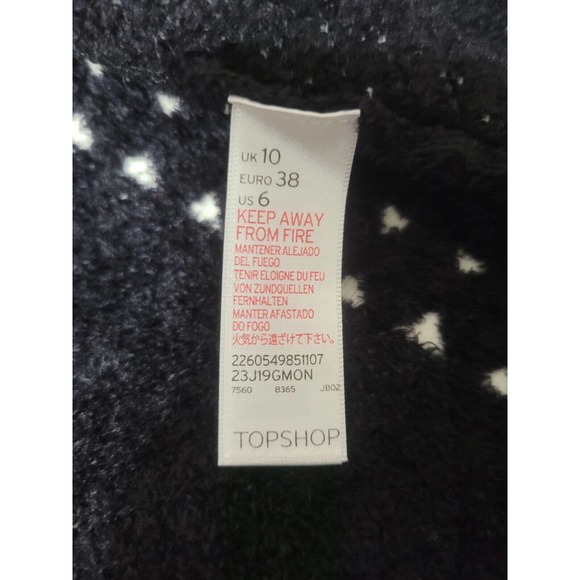 UK 10
EURO 38
US 6
KEEP AWAY
FROM FIRE
MANTENER ALEJADO
DEL FUEGO
TENIR ELOIGNE DU FEU
VON ZUNDQUELLEN
FERNHALTEN
MANTER AFASTADO
DO FOGO
火気から遠ざけて下さい。
2260549851107
23J19GMON
7560 8365 JB02
TOPSHOP